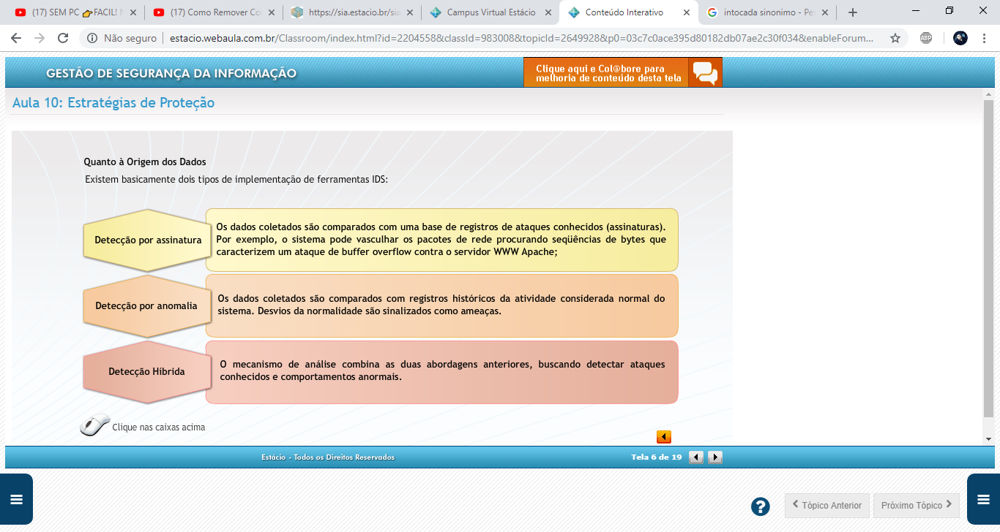 (17) SEM PC 👉FACIL! N
(17) Como Remover Co
https://sia.estacio.br/sia
Campus Virtual Estácio
Conteúdo Interativo
intocada sinonimo - Pe
Não seguro
estacio.webaula.com.br/Classroom/index.html?id=2204558&classId=983008&topicId=2649928&p0=03c7c0ace395d80182db07ae2c30f034&enableForum...
ABP
GESTÃO DE SEGURANÇA DA INFORMAÇÃO
Clique aqui e Col@bore para
melhoria de conteúdo desta tela
Aula 10: Estratégias de Proteção
Quanto à Origem dos Dados
Existem basicamente dois tipos de implementação de ferramentas IDS:
Detecção por assinatura
Os dados coletados são comparados com uma base de registros de ataques conhecidos (assinaturas).
Por exemplo, o sistema pode vasculhar os pacotes de rede procurando seqüências de bytes que
caracterizem um ataque de buffer overflow contra o servidor WWW Apache;
Detecção por anomalia
Os dados coletados são comparados com registros históricos da atividade considerada normal do
sistema. Desvios da normalidade são sinalizados como ameaças.
Detecção Híbrida
O mecanismo de análise combina as duas abordagens anteriores, buscando detectar ataques
conhecidos e comportamentos anormais.
Clique nas caixas acima
Estácio - Todos os Direitos Reservados
Tela 6 de 19
?
Tópico Anterior
Próximo Tópico